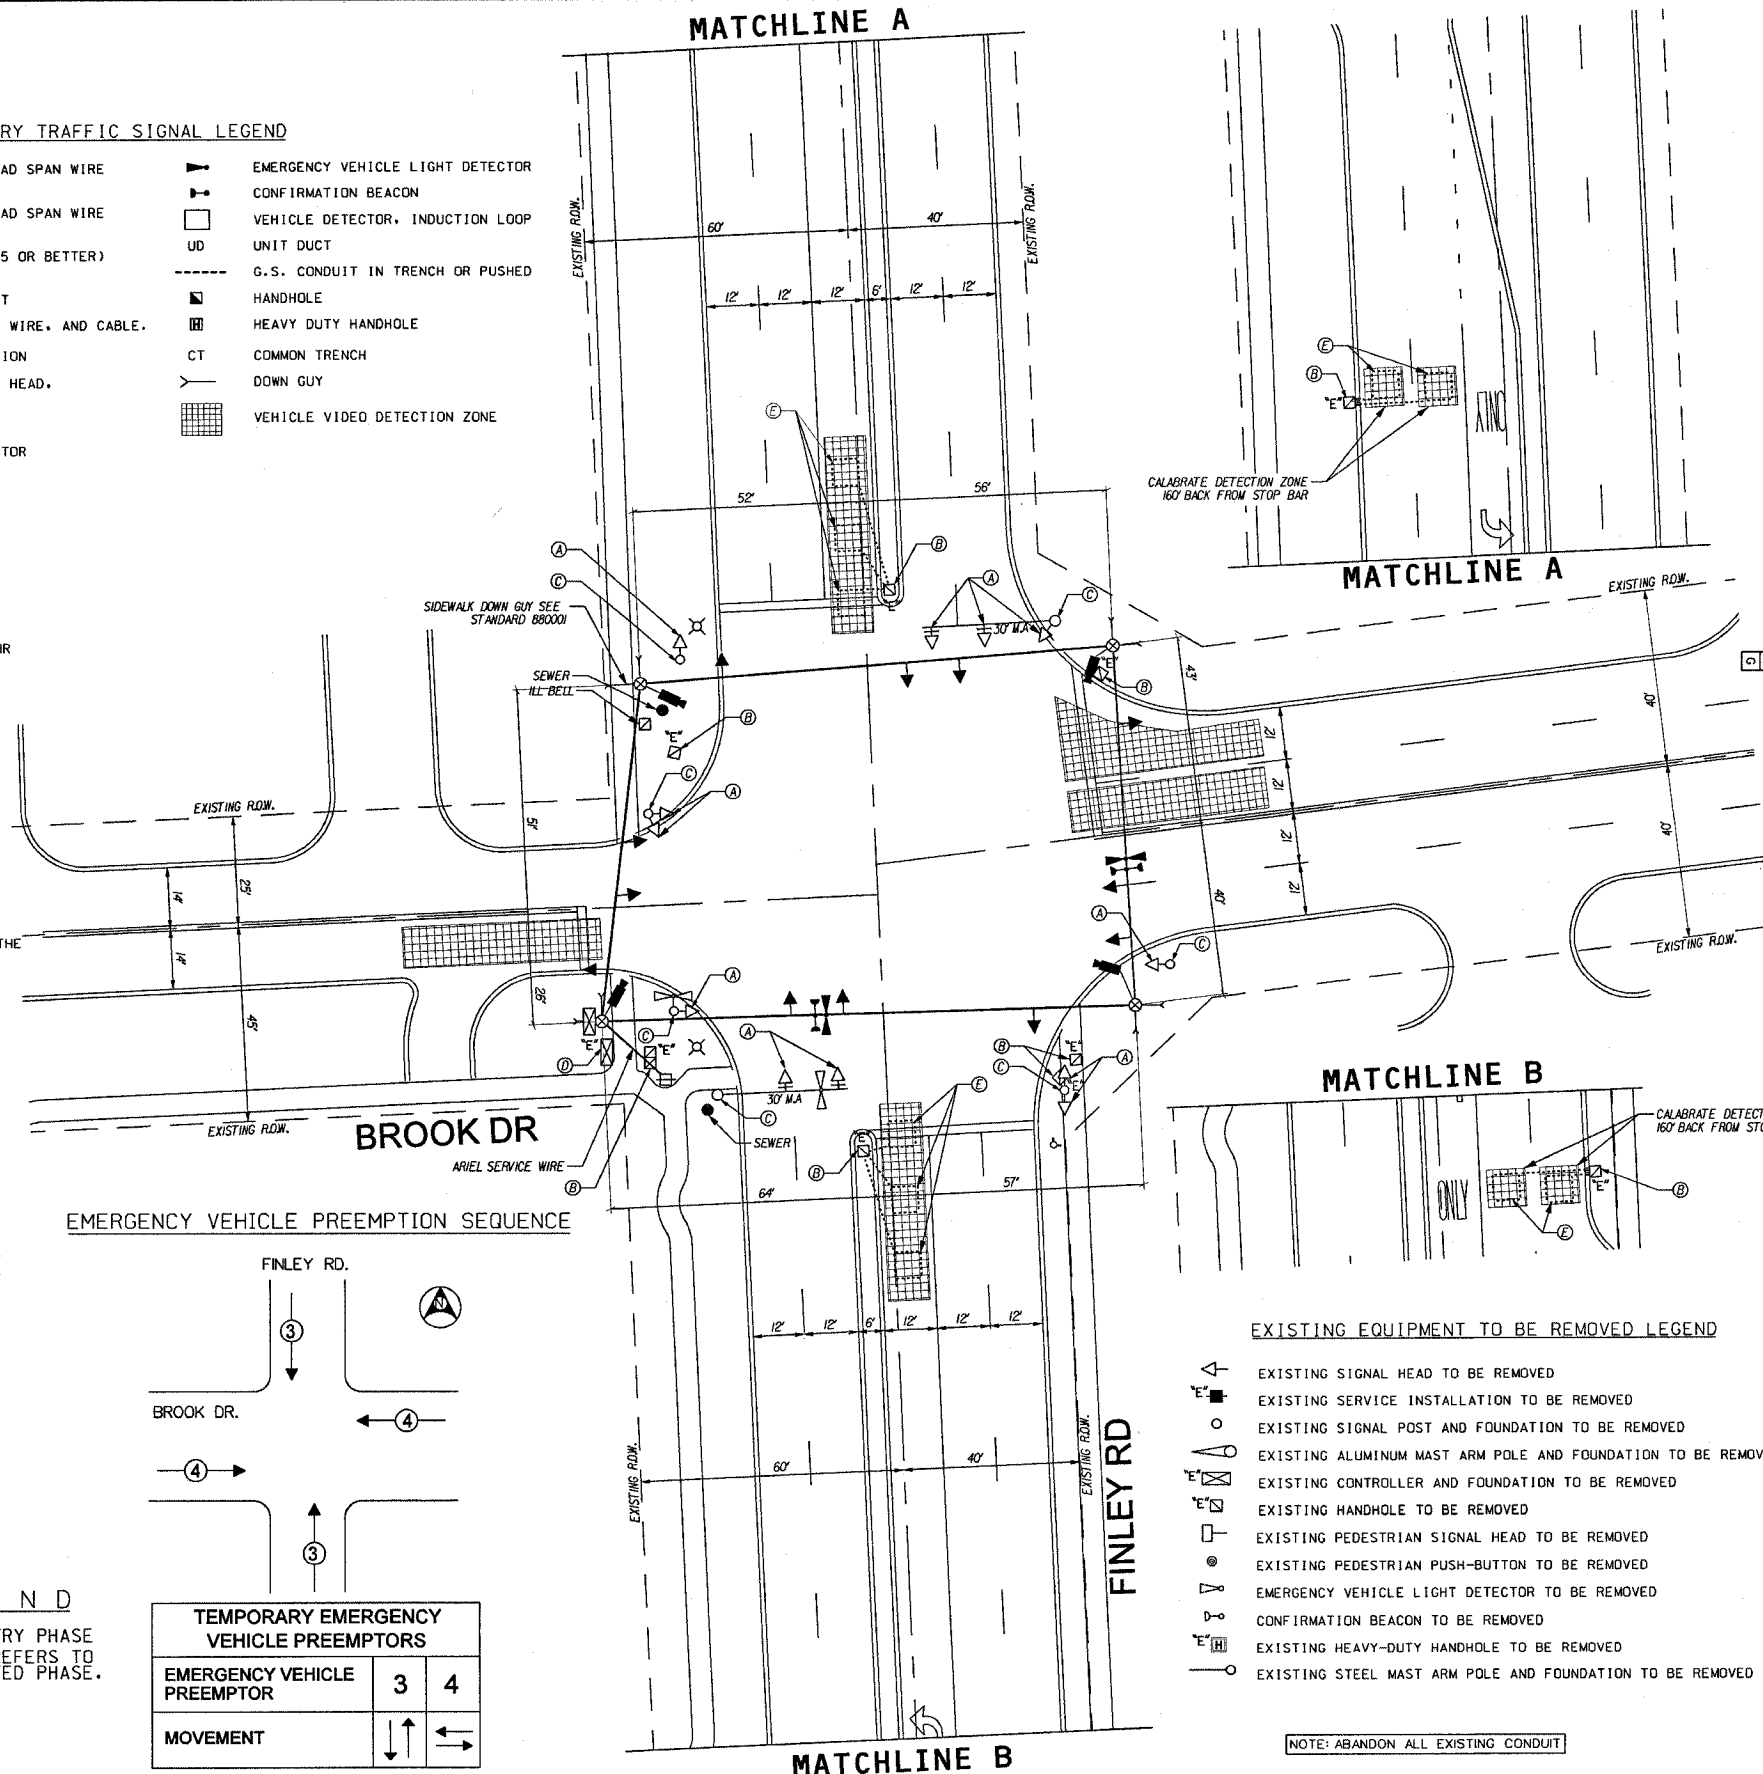 MATCHLINE A
RY TRAFFIC SIGNAL LEGEND
AD SPAN WIRE
AD SPAN WIRE
5 OR BETTER)
T
WIRE, AND CABLE.
ION
HEAD.
TOR
IR
THE
EMERGENCY VEHICLE LIGHT DETECTOR
CONFIRMATION BEACON
VEHICLE DETECTOR, INDUCTION LOOP
UD UNIT DUCT
G.S. CONDUIT IN TRENCH OR PUSHED
HANDHOLE
H HEAVY DUTY HANDHOLE
CT COMMON TRENCH
DOWN GUY
VEHICLE VIDEO DETECTION ZONE
EXISTING R.O.W.
EXISTING R.O.W.
60' 40'
12' 12' 12' 6' 12' 12'
E
52' 56'
B
A
C
A
C
SIDEWALK DOWN GUY SEE
STANDARD 880001
30' M.A
SEWER
ILL BELL
"E"
B
"E"
B
C
A
E
B
"E"
ONLY
CALABRATE DETECTION ZONE
160' BACK FROM STOP BAR
MATCHLINE A
EXISTING R.O.W.
G
43'
40'
12'
12'
12'
12'
40'
40'
EXISTING R.O.W.
EXISTING R.O.W.
51'
14'
25'
14'
26'
45'
A
C
A
C
"E"
"E"
D
A
30' M.A
C
SEWER
E
B
B
C
"E"
A
"E"
EXISTING R.O.W.
BROOK DR
ARIEL SERVICE WIRE
B
64' 57'
E
MATCHLINE B
CALABRATE DETECT
160' BACK FROM STO
B
"E"
ONLY
E
EMERGENCY VEHICLE PREEMPTION SEQUENCE
FINLEY RD.
N
3
BROOK DR.
4
4
3
12' 12' 6' 12' 12' 12'
EXISTING R.O.W.
60' 40'
EXISTING R.O.W.
FINLEY RD
EXISTING EQUIPMENT TO BE REMOVED LEGEND
EXISTING SIGNAL HEAD TO BE REMOVED
"E" EXISTING SERVICE INSTALLATION TO BE REMOVED
EXISTING SIGNAL POST AND FOUNDATION TO BE REMOVED
EXISTING ALUMINUM MAST ARM POLE AND FOUNDATION TO BE REMOV
"E" EXISTING CONTROLLER AND FOUNDATION TO BE REMOVED
"E" EXISTING HANDHOLE TO BE REMOVED
EXISTING PEDESTRIAN SIGNAL HEAD TO BE REMOVED
EXISTING PEDESTRIAN PUSH-BUTTON TO BE REMOVED
EMERGENCY VEHICLE LIGHT DETECTOR TO BE REMOVED
CONFIRMATION BEACON TO BE REMOVED
"E" H EXISTING HEAVY-DUTY HANDHOLE TO BE REMOVED
EXISTING STEEL MAST ARM POLE AND FOUNDATION TO BE REMOVED
NOTE: ABANDON ALL EXISTING CONDUIT
N D
RY PHASE
EFERS TO
ED PHASE.
TEMPORARY EMERGENCY
VEHICLE PREEMPTORS
EMERGENCY VEHICLE
PREEMPTOR
3 4
MOVEMENT
MATCHLINE B